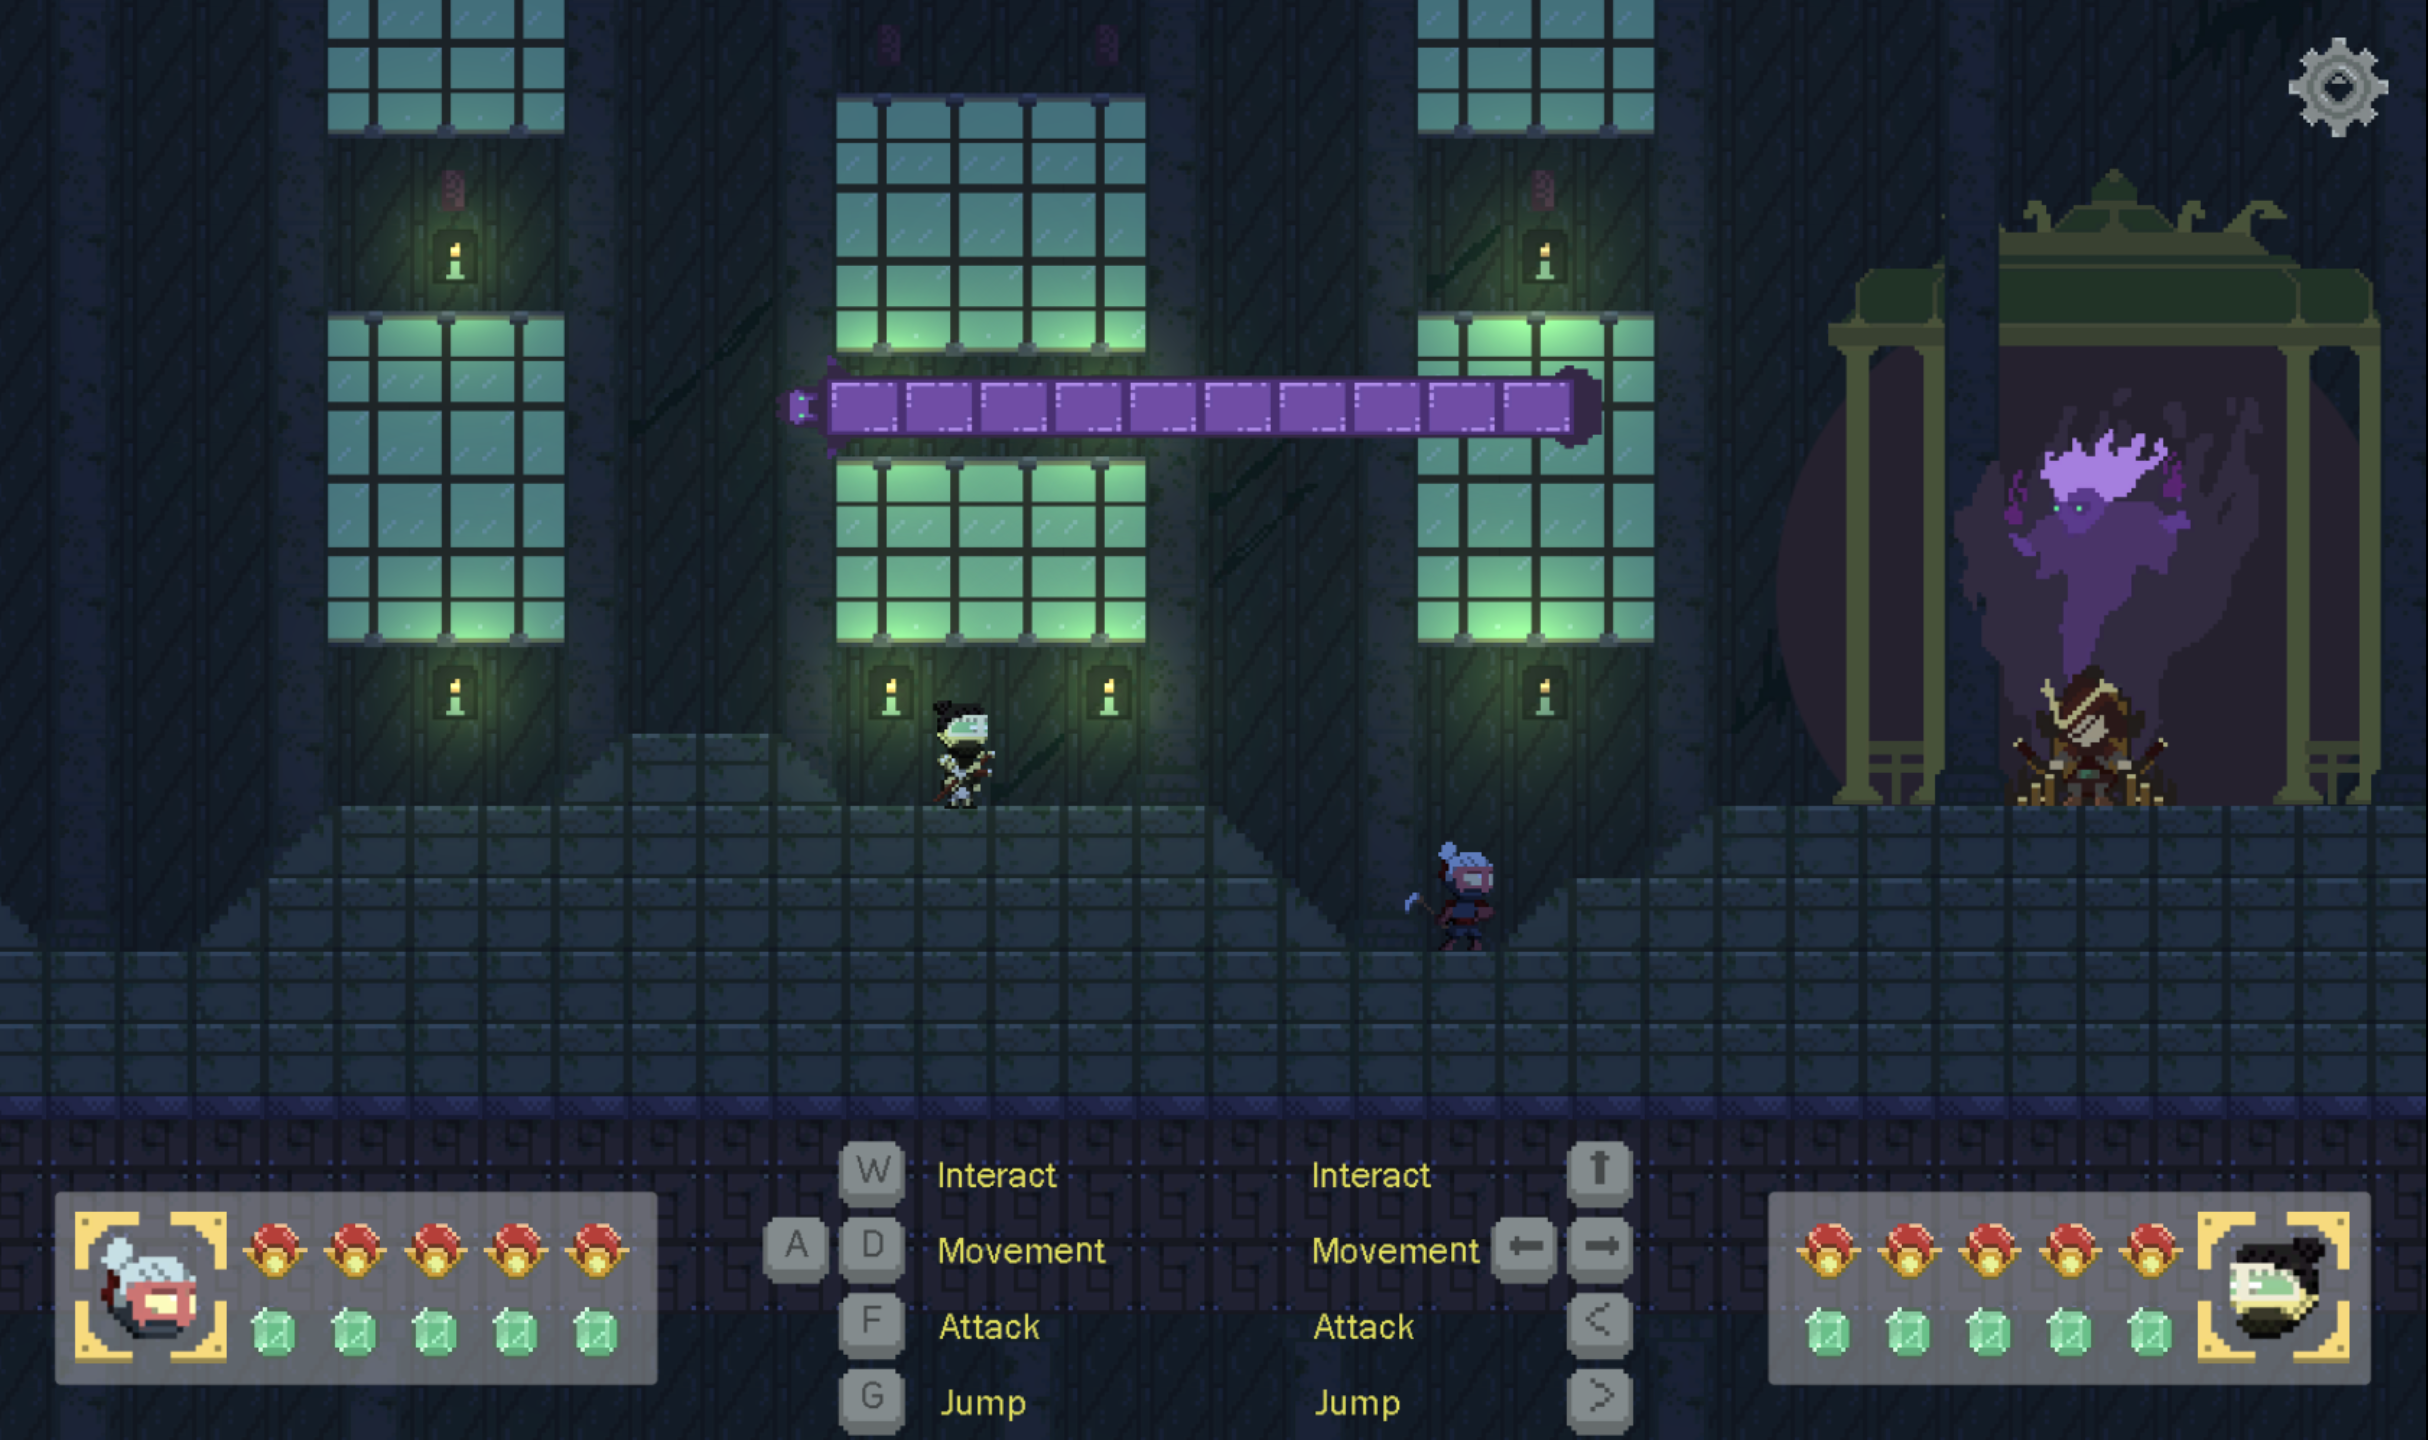 W Interact Interact ↑
A D Movement Movement ← →
F Attack Attack <
G Jump Jump >